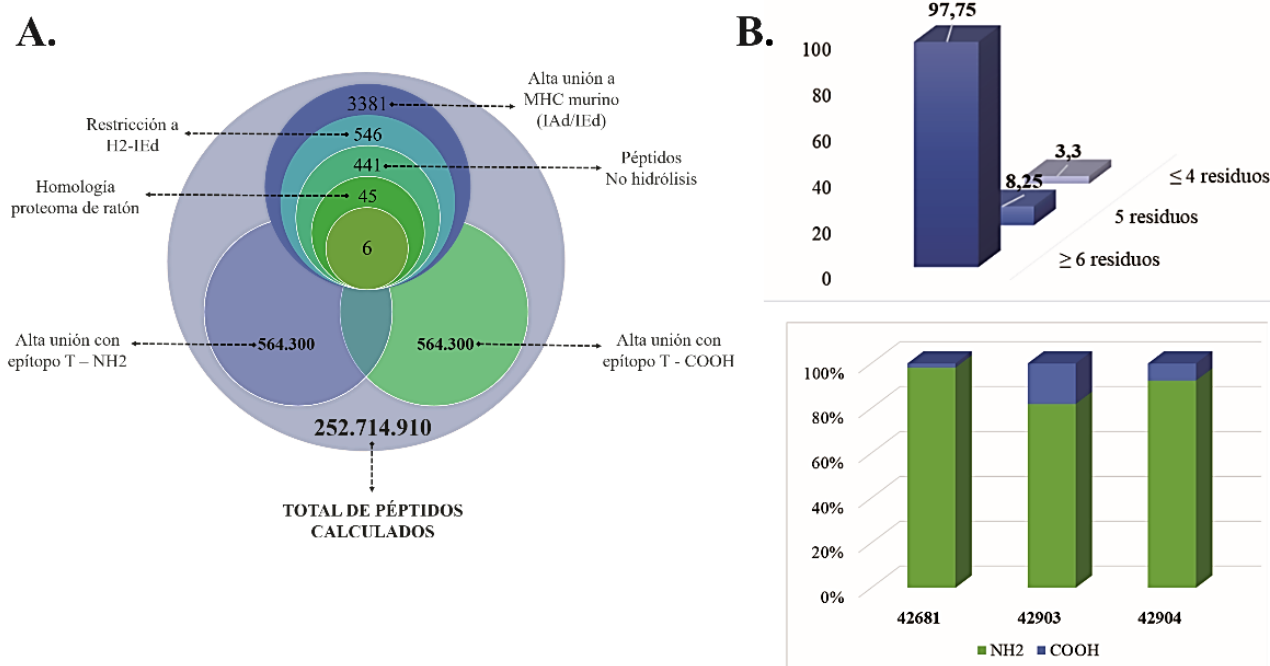 A.
Alta unión a
MHC murino
(IAd/IEd)
3381
Restricción a
H2-IEd
546
441
Péptidos
No hidrólisis
Homología
proteoma de ratón
45
6
Alta unión con
epítopo T – NH2
564.300
564.300
Alta unión con
epítopo T - COOH
252.714.910
TOTAL DE PÉPTIDOS
CALCULADOS
B.
97,75
100
80
60
40
20
0
3,3
8,25
≤ 4 residuos
5 residuos
≥ 6 residuos
100%
80%
60%
40%
20%
0%
42681
42903
42904
NH2
COOH